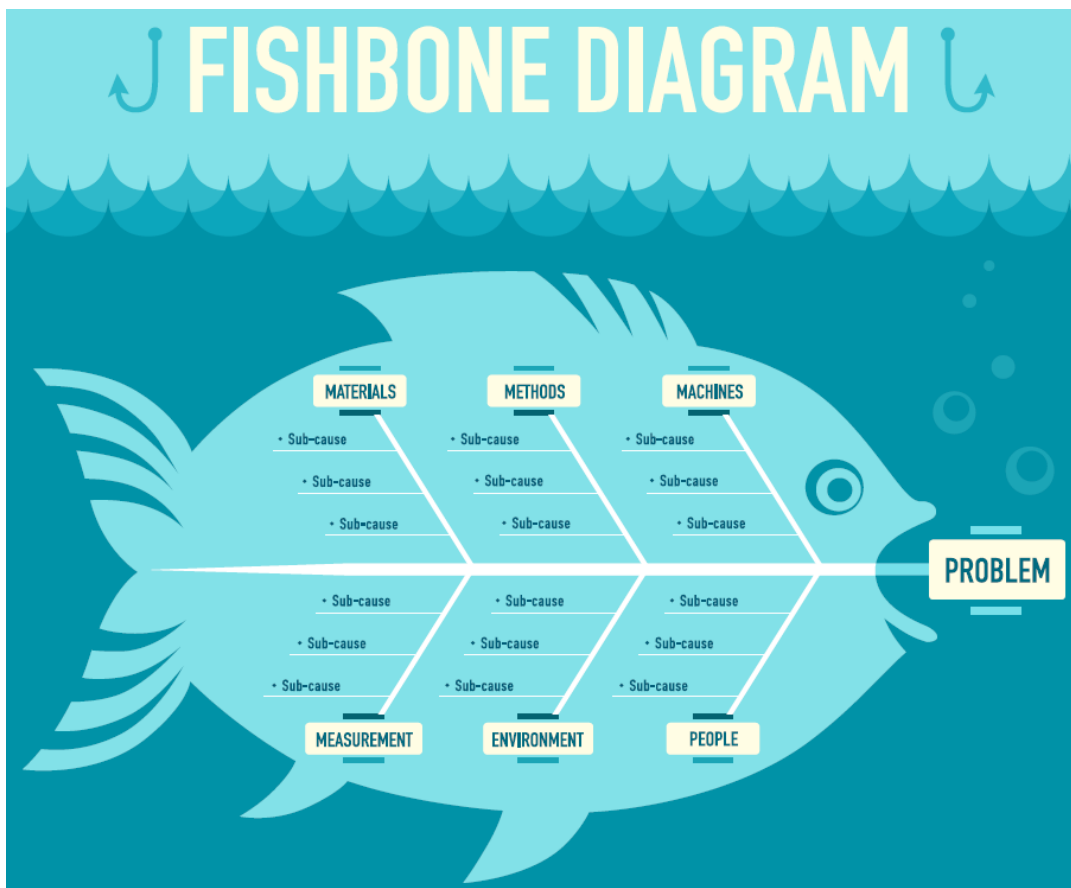 FISHBONE DIAGRAM
MATERIALS
• Sub-cause
• Sub-cause
• Sub-cause
METHODS
• Sub-cause
• Sub-cause
• Sub-cause
MACHINES
• Sub-cause
• Sub-cause
• Sub-cause
PROBLEM
• Sub-cause
• Sub-cause
• Sub-cause
MEASUREMENT
• Sub-cause
• Sub-cause
• Sub-cause
ENVIRONMENT
• Sub-cause
• Sub-cause
• Sub-cause
PEOPLE